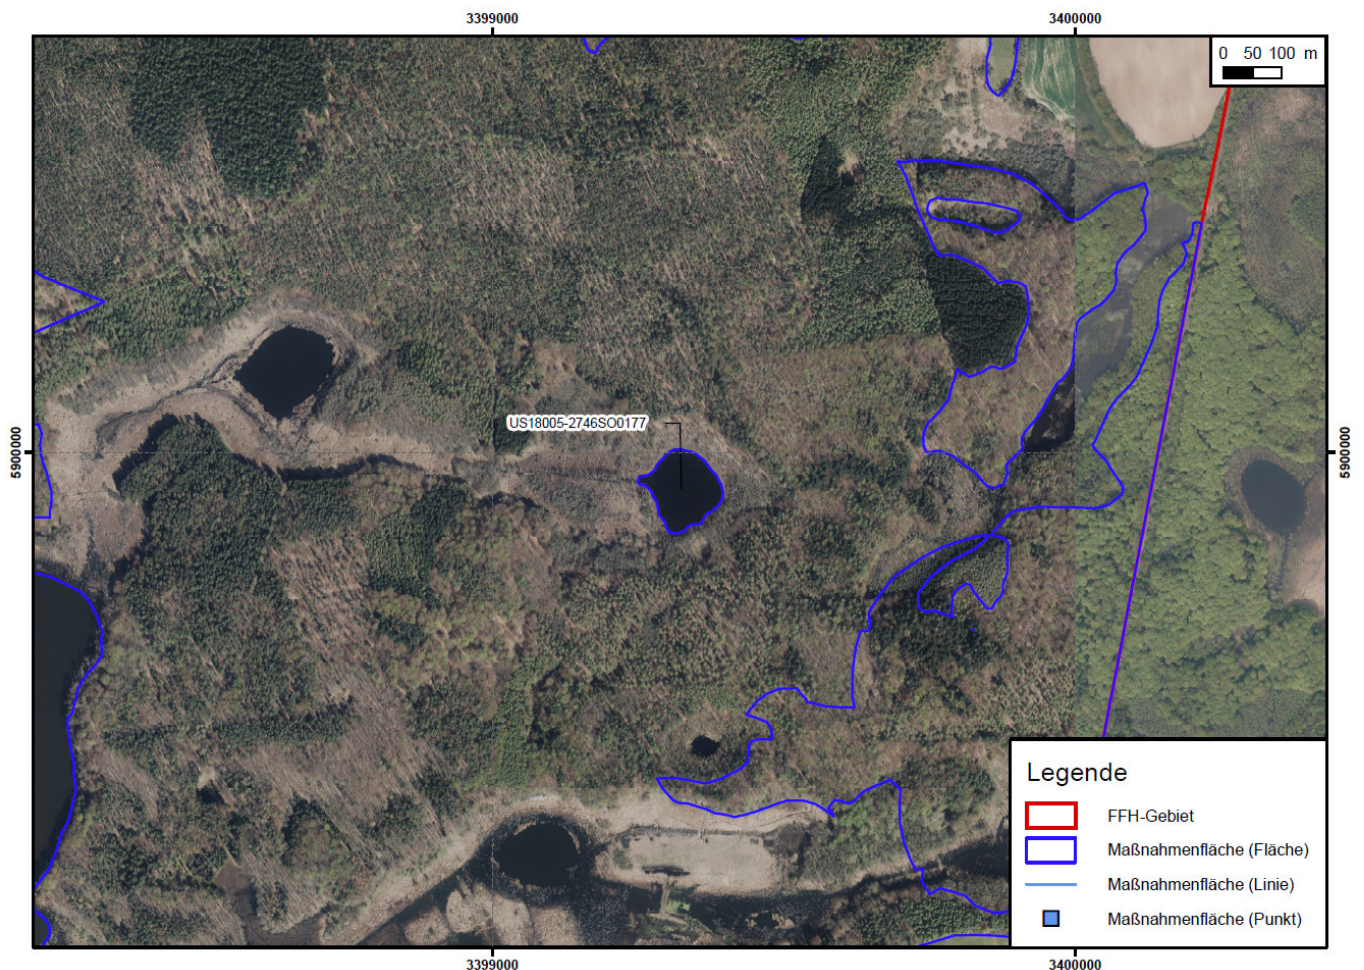 3399000
3400000
0 50 100 m
US18005-2746SO0177
5900000
5900000
Legende
FFH-Gebiet
Maßnahmenfläche (Fläche)
Maßnahmenfläche (Linie)
Maßnahmenfläche (Punkt)
3399000
3400000